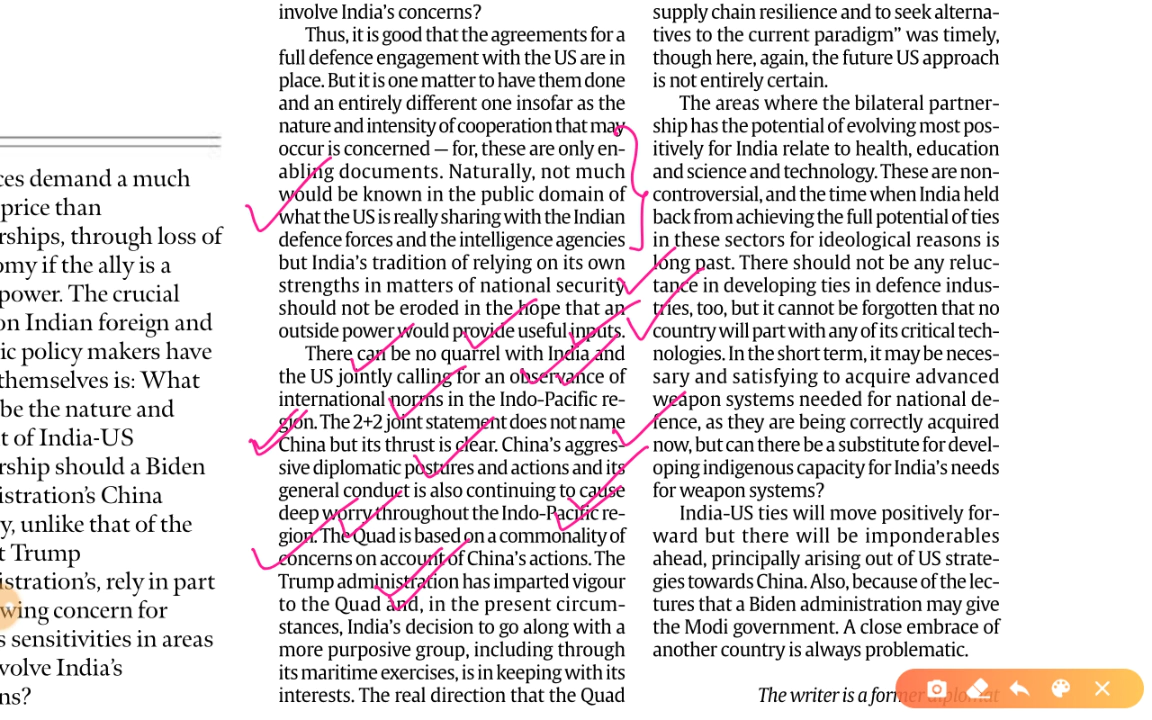 ces demand a much
price than
rships, through loss of
omy if the ally is a
power. The crucial
on Indian foreign and
ic policy makers have
themselves is: What
be the nature and
t of India-US
rship should a Biden
istration's China
y, unlike that of the
t Trump
istration's, rely in part
wing concern for
s sensitivities in areas
volve India's
ns?
involve India's concerns?
Thus, it is good that the agreements for a
full defence engagement with the US are in
place. But it is one matter to have them done
and an entirely different one insofar as the
nature and intensity of cooperation that may
occur is concerned — for, these are only en-
abling documents. Naturally, not much
would be known in the public domain of
what the US is really sharing with the Indian
defence forces and the intelligence agencies
but India's tradition of relying on its own
strengths in matters of national security
should not be eroded in the hope that an
outside power would provide useful inputs.
There can be no quarrel with India and
the US jointly calling for an observance of
international norms in the Indo-Pacific re-
gion. The 2+2 joint statement does not name
China but its thrust is clear. China's aggres-
sive diplomatic postures and actions and its
general conduct is also continuing to cause
deep worry throughout the Indo-Pacific re-
gion. The Quad is based on a commonality of
concerns on account of China's actions. The
Trump administration has imparted vigour
to the Quad and, in the present circum-
stances, India's decision to go along with a
more purposive group, including through
its maritime exercises, is in keeping with its
interests. The real direction that the Quad
supply chain resilience and to seek alterna-
tives to the current paradigm” was timely,
though here, again, the future US approach
is not entirely certain.
The areas where the bilateral partner-
ship has the potential of evolving most pos-
itively for India relate to health, education
and science and technology. These are non-
controversial, and the time when India held
back from achieving the full potential of ties
in these sectors for ideological reasons is
long past. There should not be any reluc-
tance in developing ties in defence indus-
tries, too, but it cannot be forgotten that no
country will part with any of its critical tech-
nologies. In the short term, it may be neces-
sary and satisfying to acquire advanced
weapon systems needed for national de-
fence, as they are being correctly acquired
now, but can there be a substitute for devel-
oping indigenous capacity for India's needs
for weapon systems?
India-US ties will move positively for-
ward but there will be imponderables
ahead, principally arising out of US strate-
gies towards China. Also, because of the lec-
tures that a Biden administration may give
the Modi government. A close embrace of
another country is always problematic.
The writer is a former diplomat